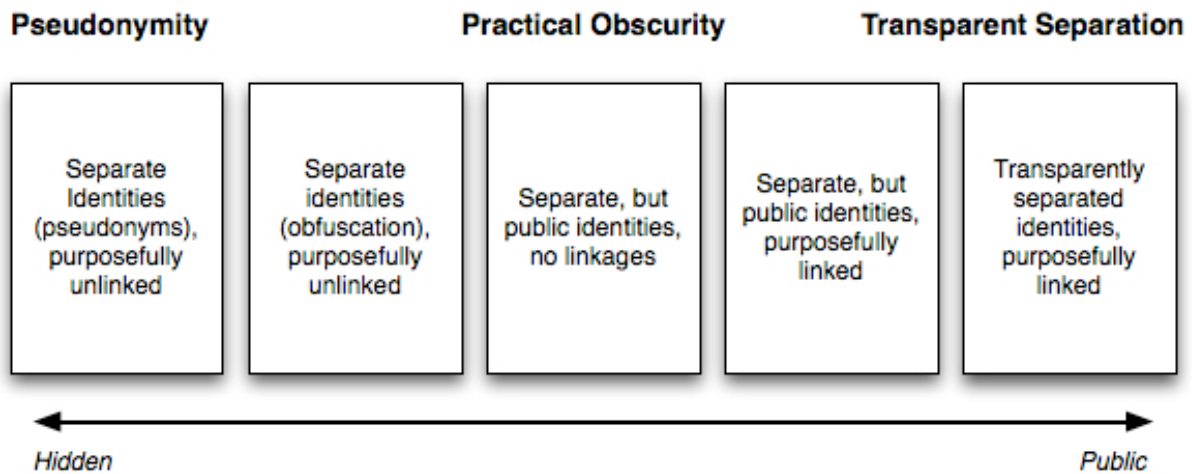 Pseudonymity
Practical Obscurity
Transparent Separation
Separate
Identities
(pseudonyms),
purposefully
unlinked
Separate
identities
(obfuscation),
purposefully
unlinked
Separate, but
public identities,
no linkages
Separate, but
public identities,
purposefully
linked
Transparently
separated
identities,
purposefully
linked
Hidden
Public